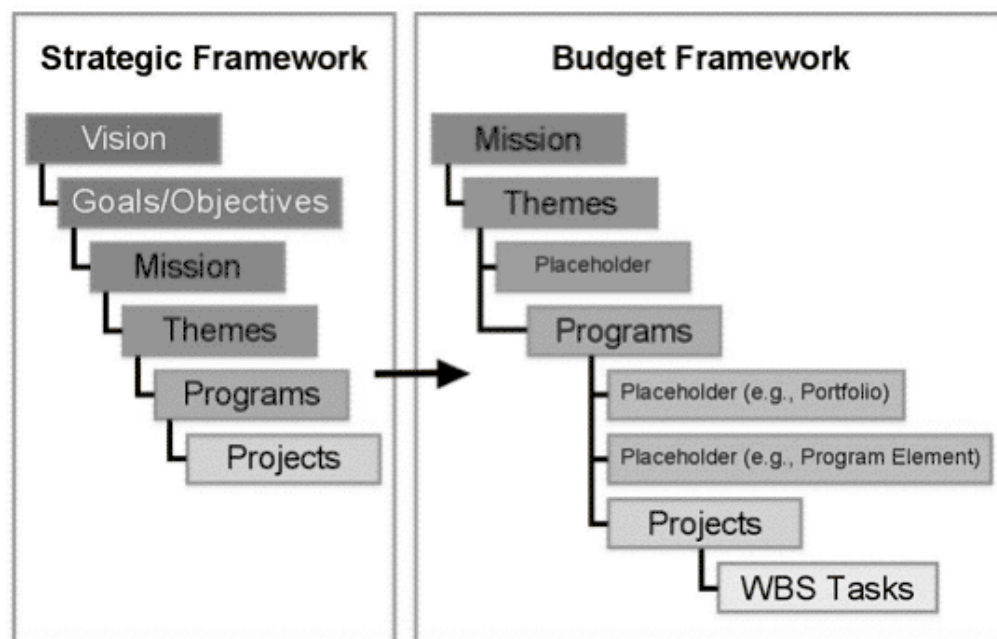 Strategic Framework
Vision
Goals/Objectives
Mission
Themes
Programs
Projects
Budget Framework
Mission
Themes
Placeholder
Programs
Placeholder (e.g., Portfolio)
Placeholder (e.g., Program Element)
Projects
WBS Tasks